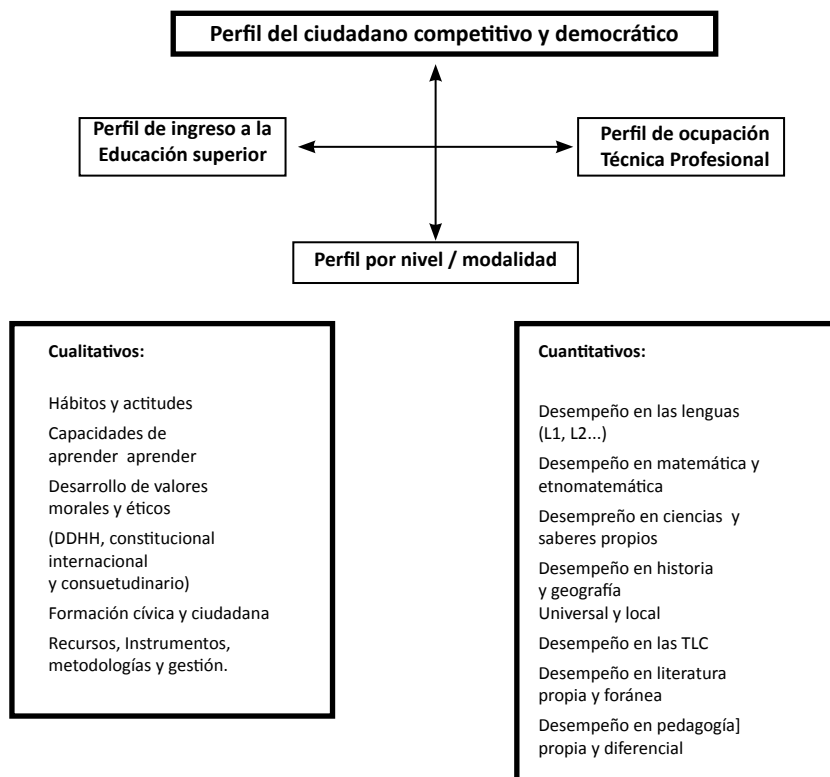 Perfil del ciudadano competitivo y democrático
Perfil de ingreso a la
Educación superior
Perfil de ocupación
Técnica Profesional
Perfil por nivel / modalidad
Cualitativos:
Hábitos y actitudes
Capacidades de
aprender  aprender
Desarrollo de valores
morales y éticos
(DDHH, constitucional
internacional
y consuetudinario)
Formación cívica y ciudadana
Recursos, Instrumentos,
metodologías y gestión.
Cuantitativos:
Desempeño en las lenguas
(L1, L2...)
Desempeño en matemática y
etnomatemática
Desempreño en ciencias  y
saberes propios
Desempeño en historia
y geografía
Universal y local
Desempeño en las TLC
Desempeño en literatura
propia y foránea
Desempeño en pedagogía]
propia y diferencial